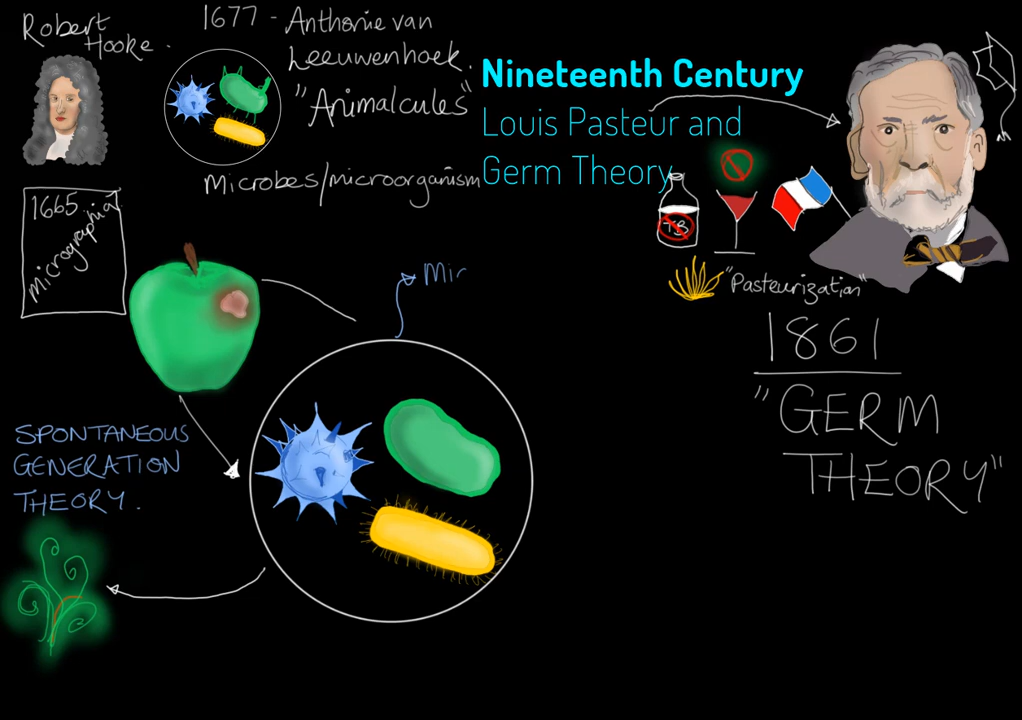 Robert
Hooke.
1677 - Anthonie van
Leeuwenhoek.
"Animalcules"
Microbes/microorganism
Nineteenth Century
Louis Pasteur and
Germ Theory
TB
"Pasteurization"
1665
micrographia
1861
"GERM
THEORY"
Mir
SPONTANEOUS
GENERATION
THEORY.